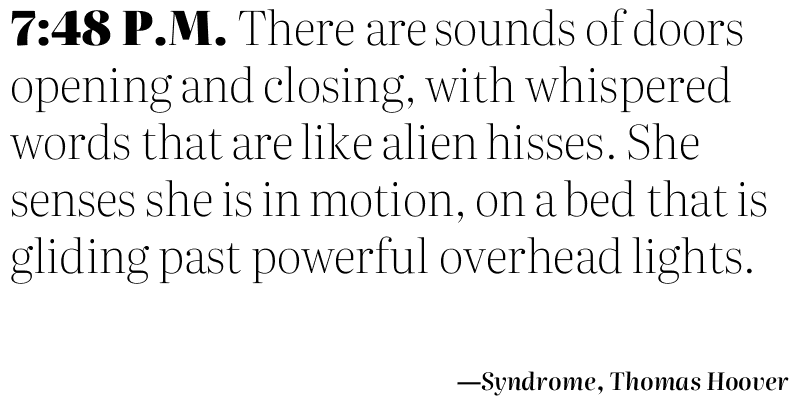 7:48 P.M. There are sounds of doors
opening and closing, with whispered
words that are like alien hisses. She
senses she is in motion, on a bed that is
gliding past powerful overhead lights.
—Syndrome, Thomas Hoover